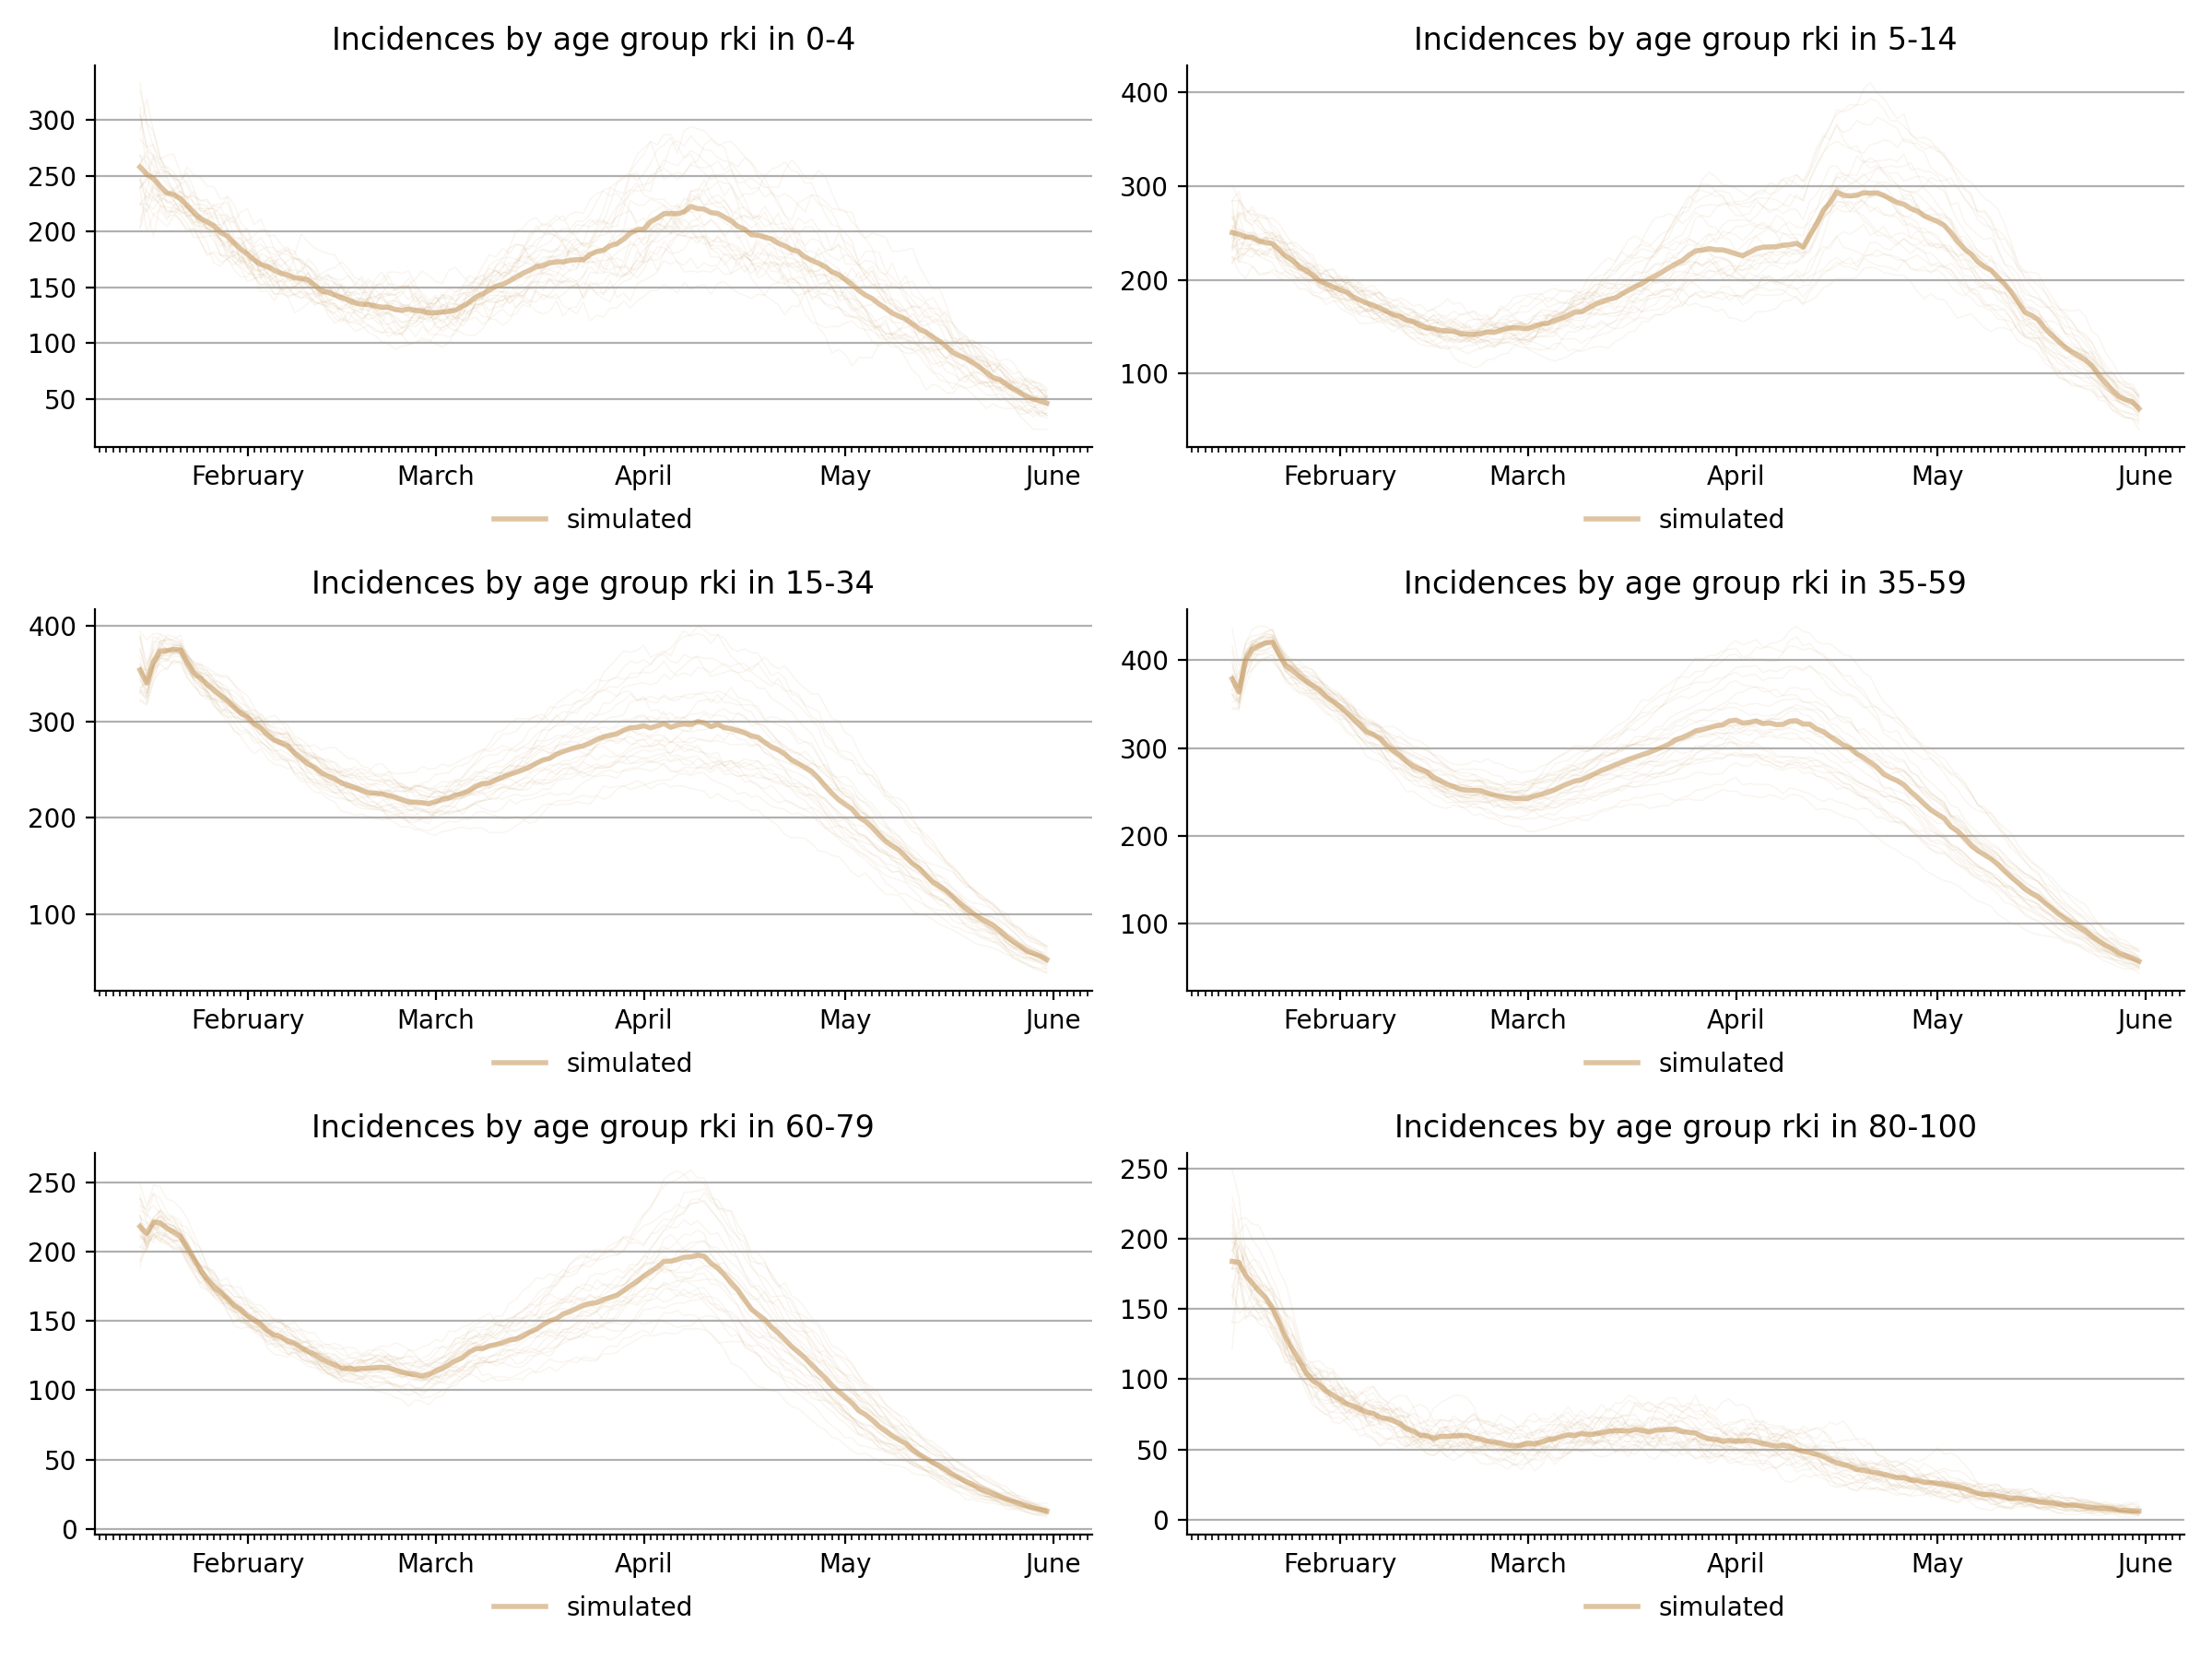 Incidences by age group rki in 0-4
300
250
200
150
100
50
February March April May June
simulated
Incidences by age group rki in 5-14
400
300
200
100
February March April May June
simulated
Incidences by age group rki in 15-34
400
300
200
100
February March April May June
simulated
Incidences by age group rki in 35-59
400
300
200
100
February March April May June
simulated
Incidences by age group rki in 60-79
250
200
150
100
50
0
February March April May June
simulated
Incidences by age group rki in 80-100
250
200
150
100
50
0
February March April May June
simulated